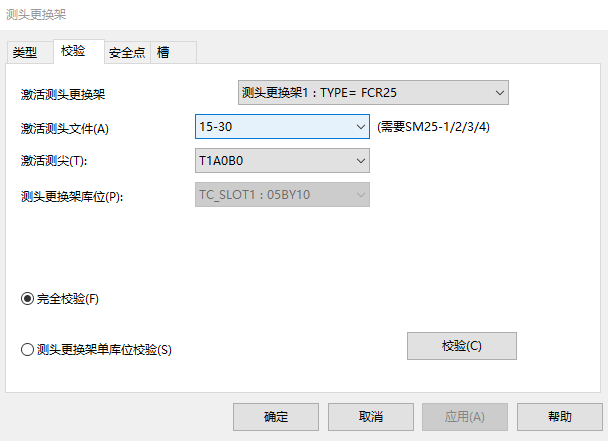 测头更换架
类型 校验 安全点 槽
激活测头更换架 测头更换架1 : TYPE= FCR25
激活测头文件(A) 15-30 (需要SM25-1/2/3/4)
激活测尖(T): T1A0B0
测头更换架库位(P): TC_SLOT1 : 05BY10
完全校验(F)
测头更换架单库位校验(S) 校验(C)
确定 取消 应用(A) 帮助